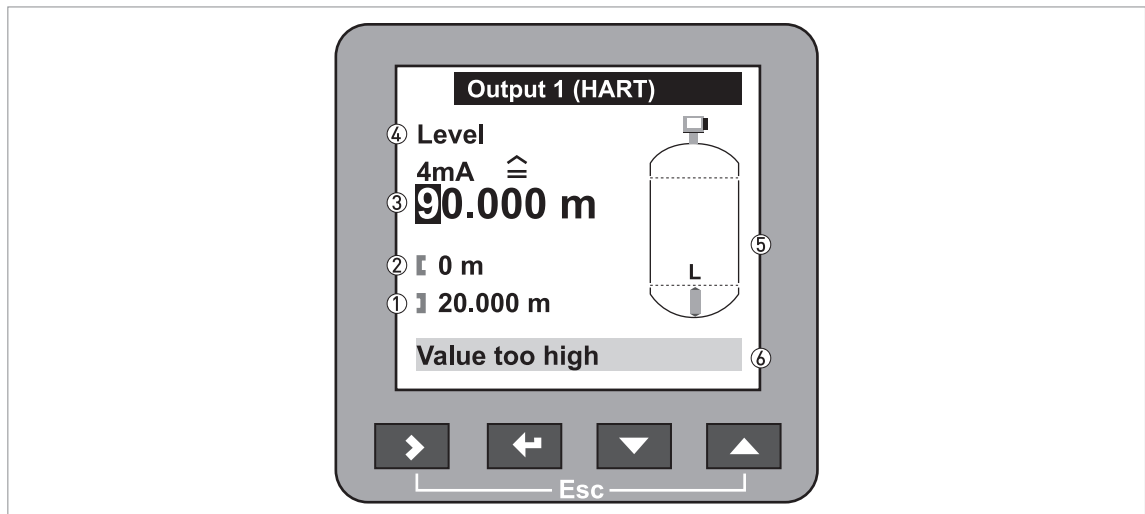 Output 1 (HART)
④ Level
4mA ≙
③ 90.000 m
② [ 0 m
① ] 20.000 m
L
⑤
Value too high ⑥
Esc